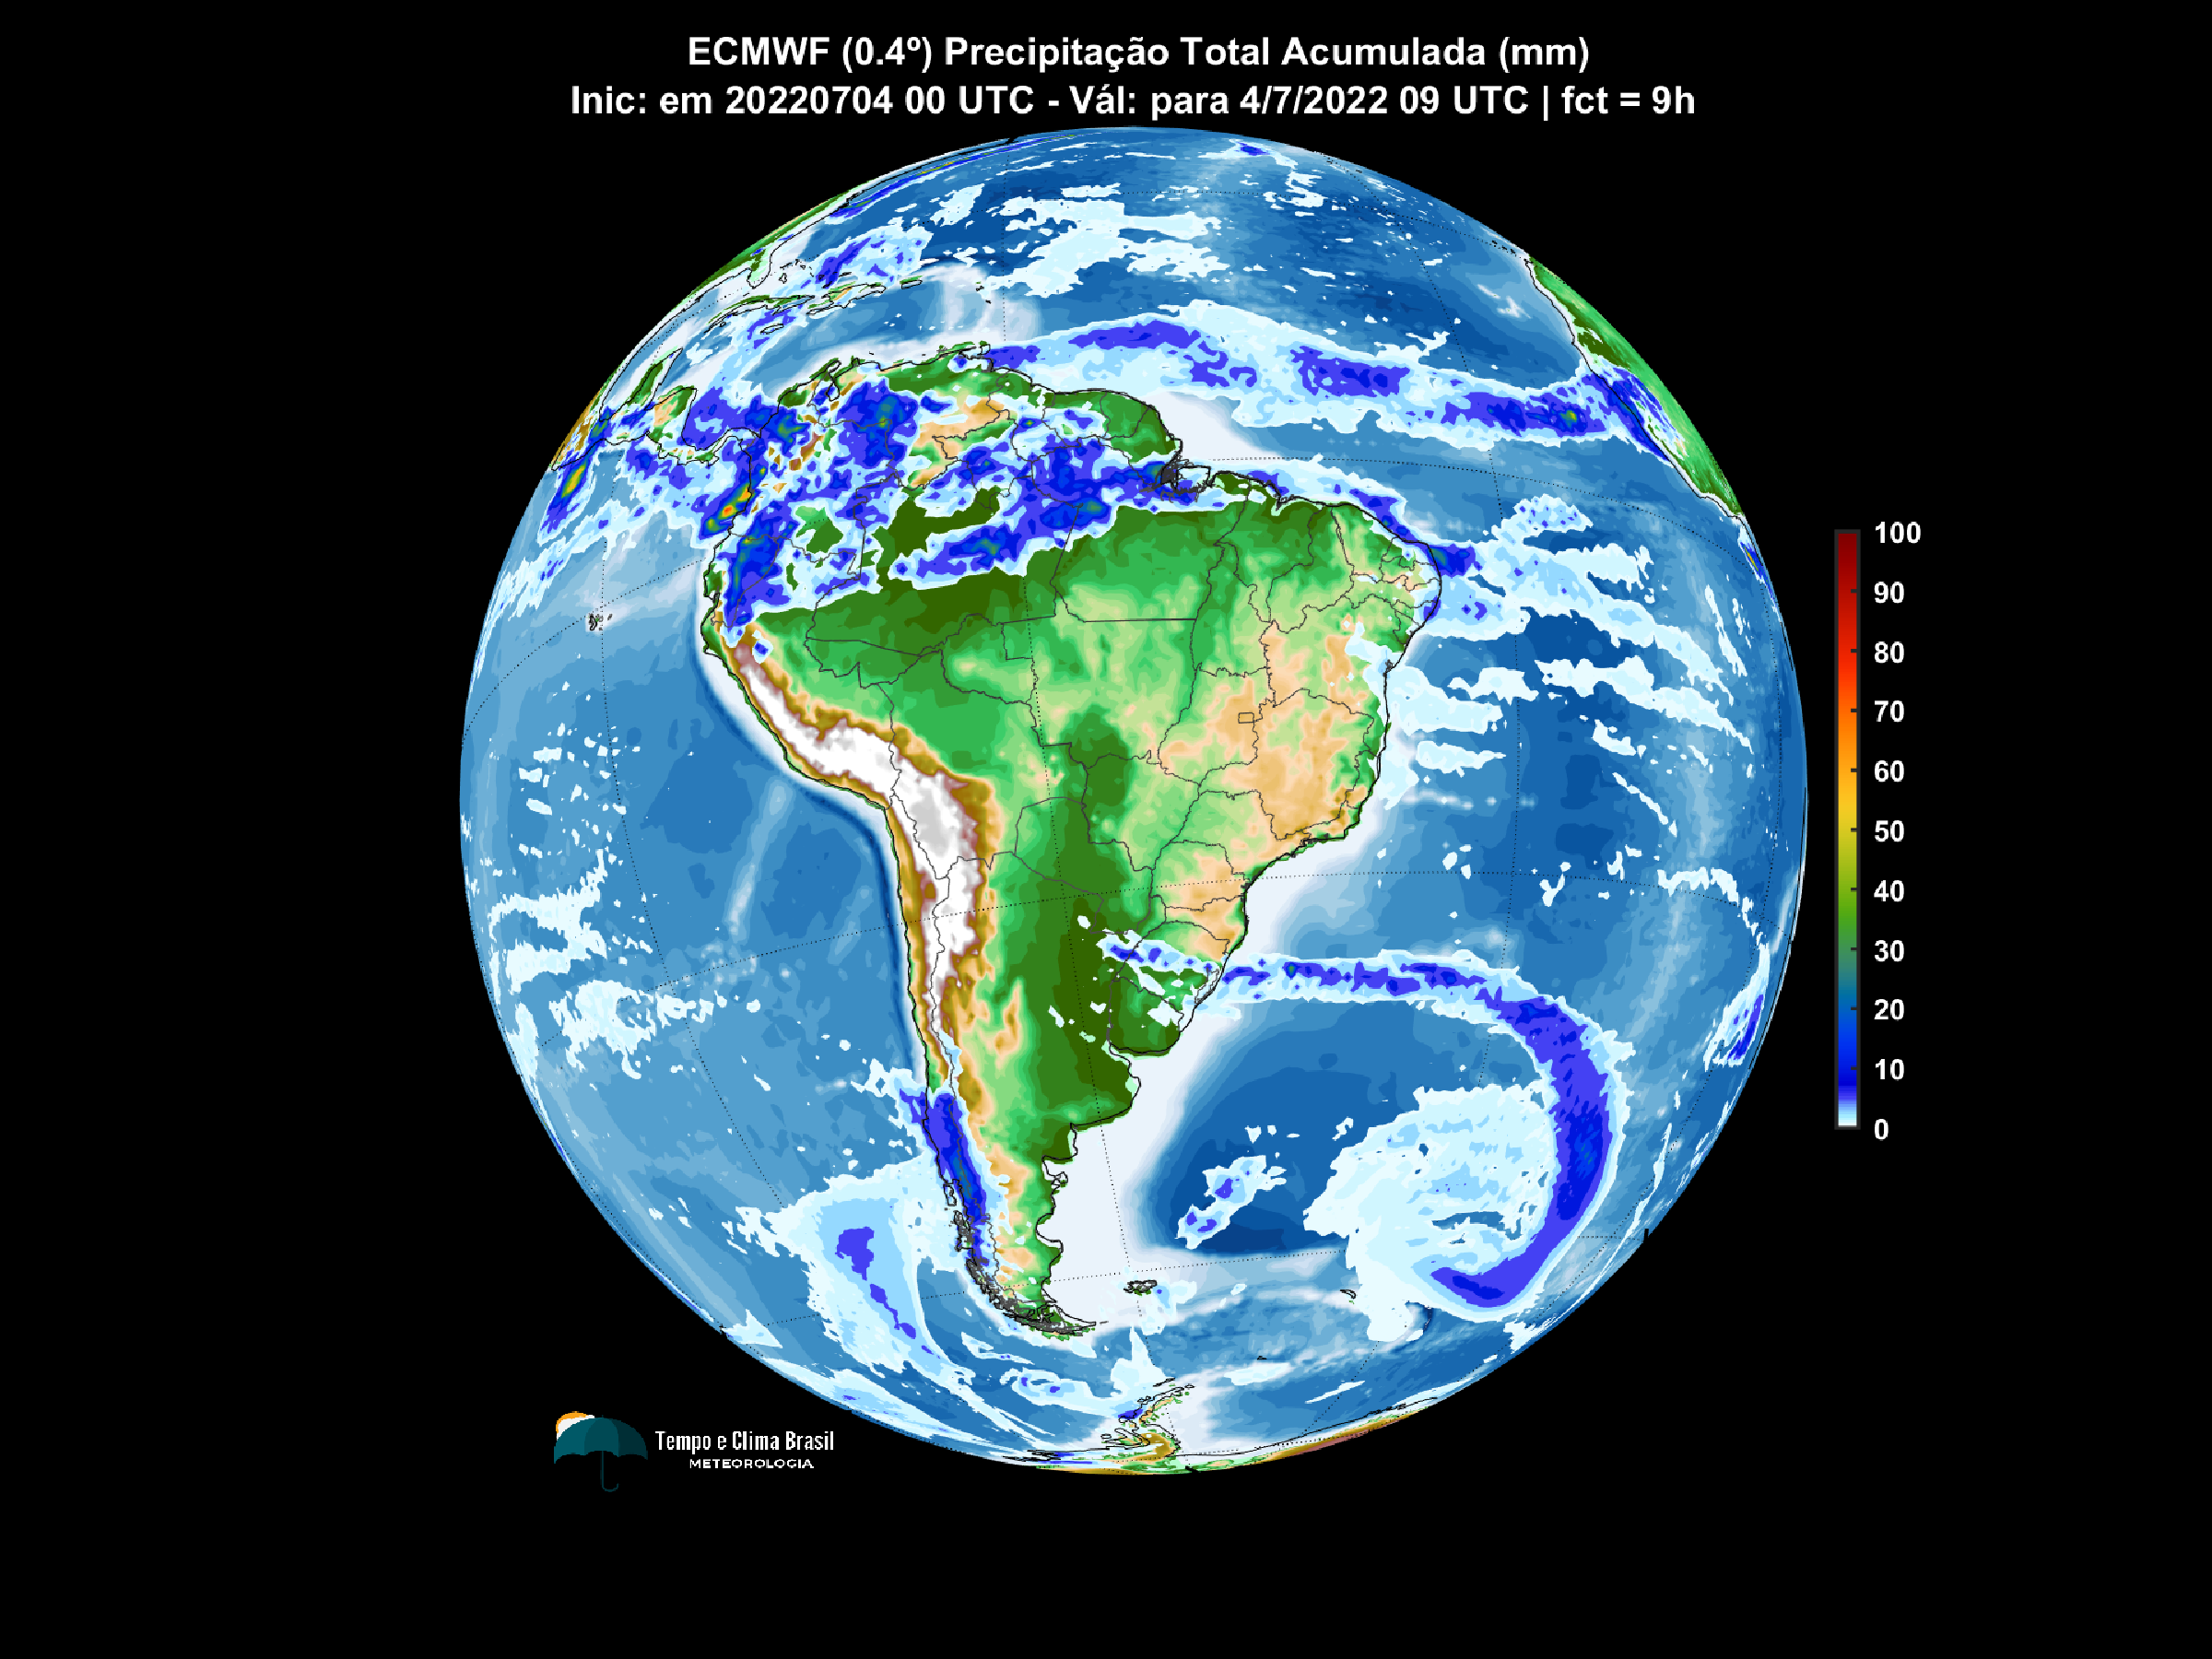 ECMWF (0.4º) Precipitação Total Acumulada (mm)
Inic: em 20220704 00 UTC - Vál: para 4/7/2022 09 UTC | fct = 9h
100
90
80
70
60
50
40
30
20
10
0
Tempo e Clima Brasil
METEOROLOGIA